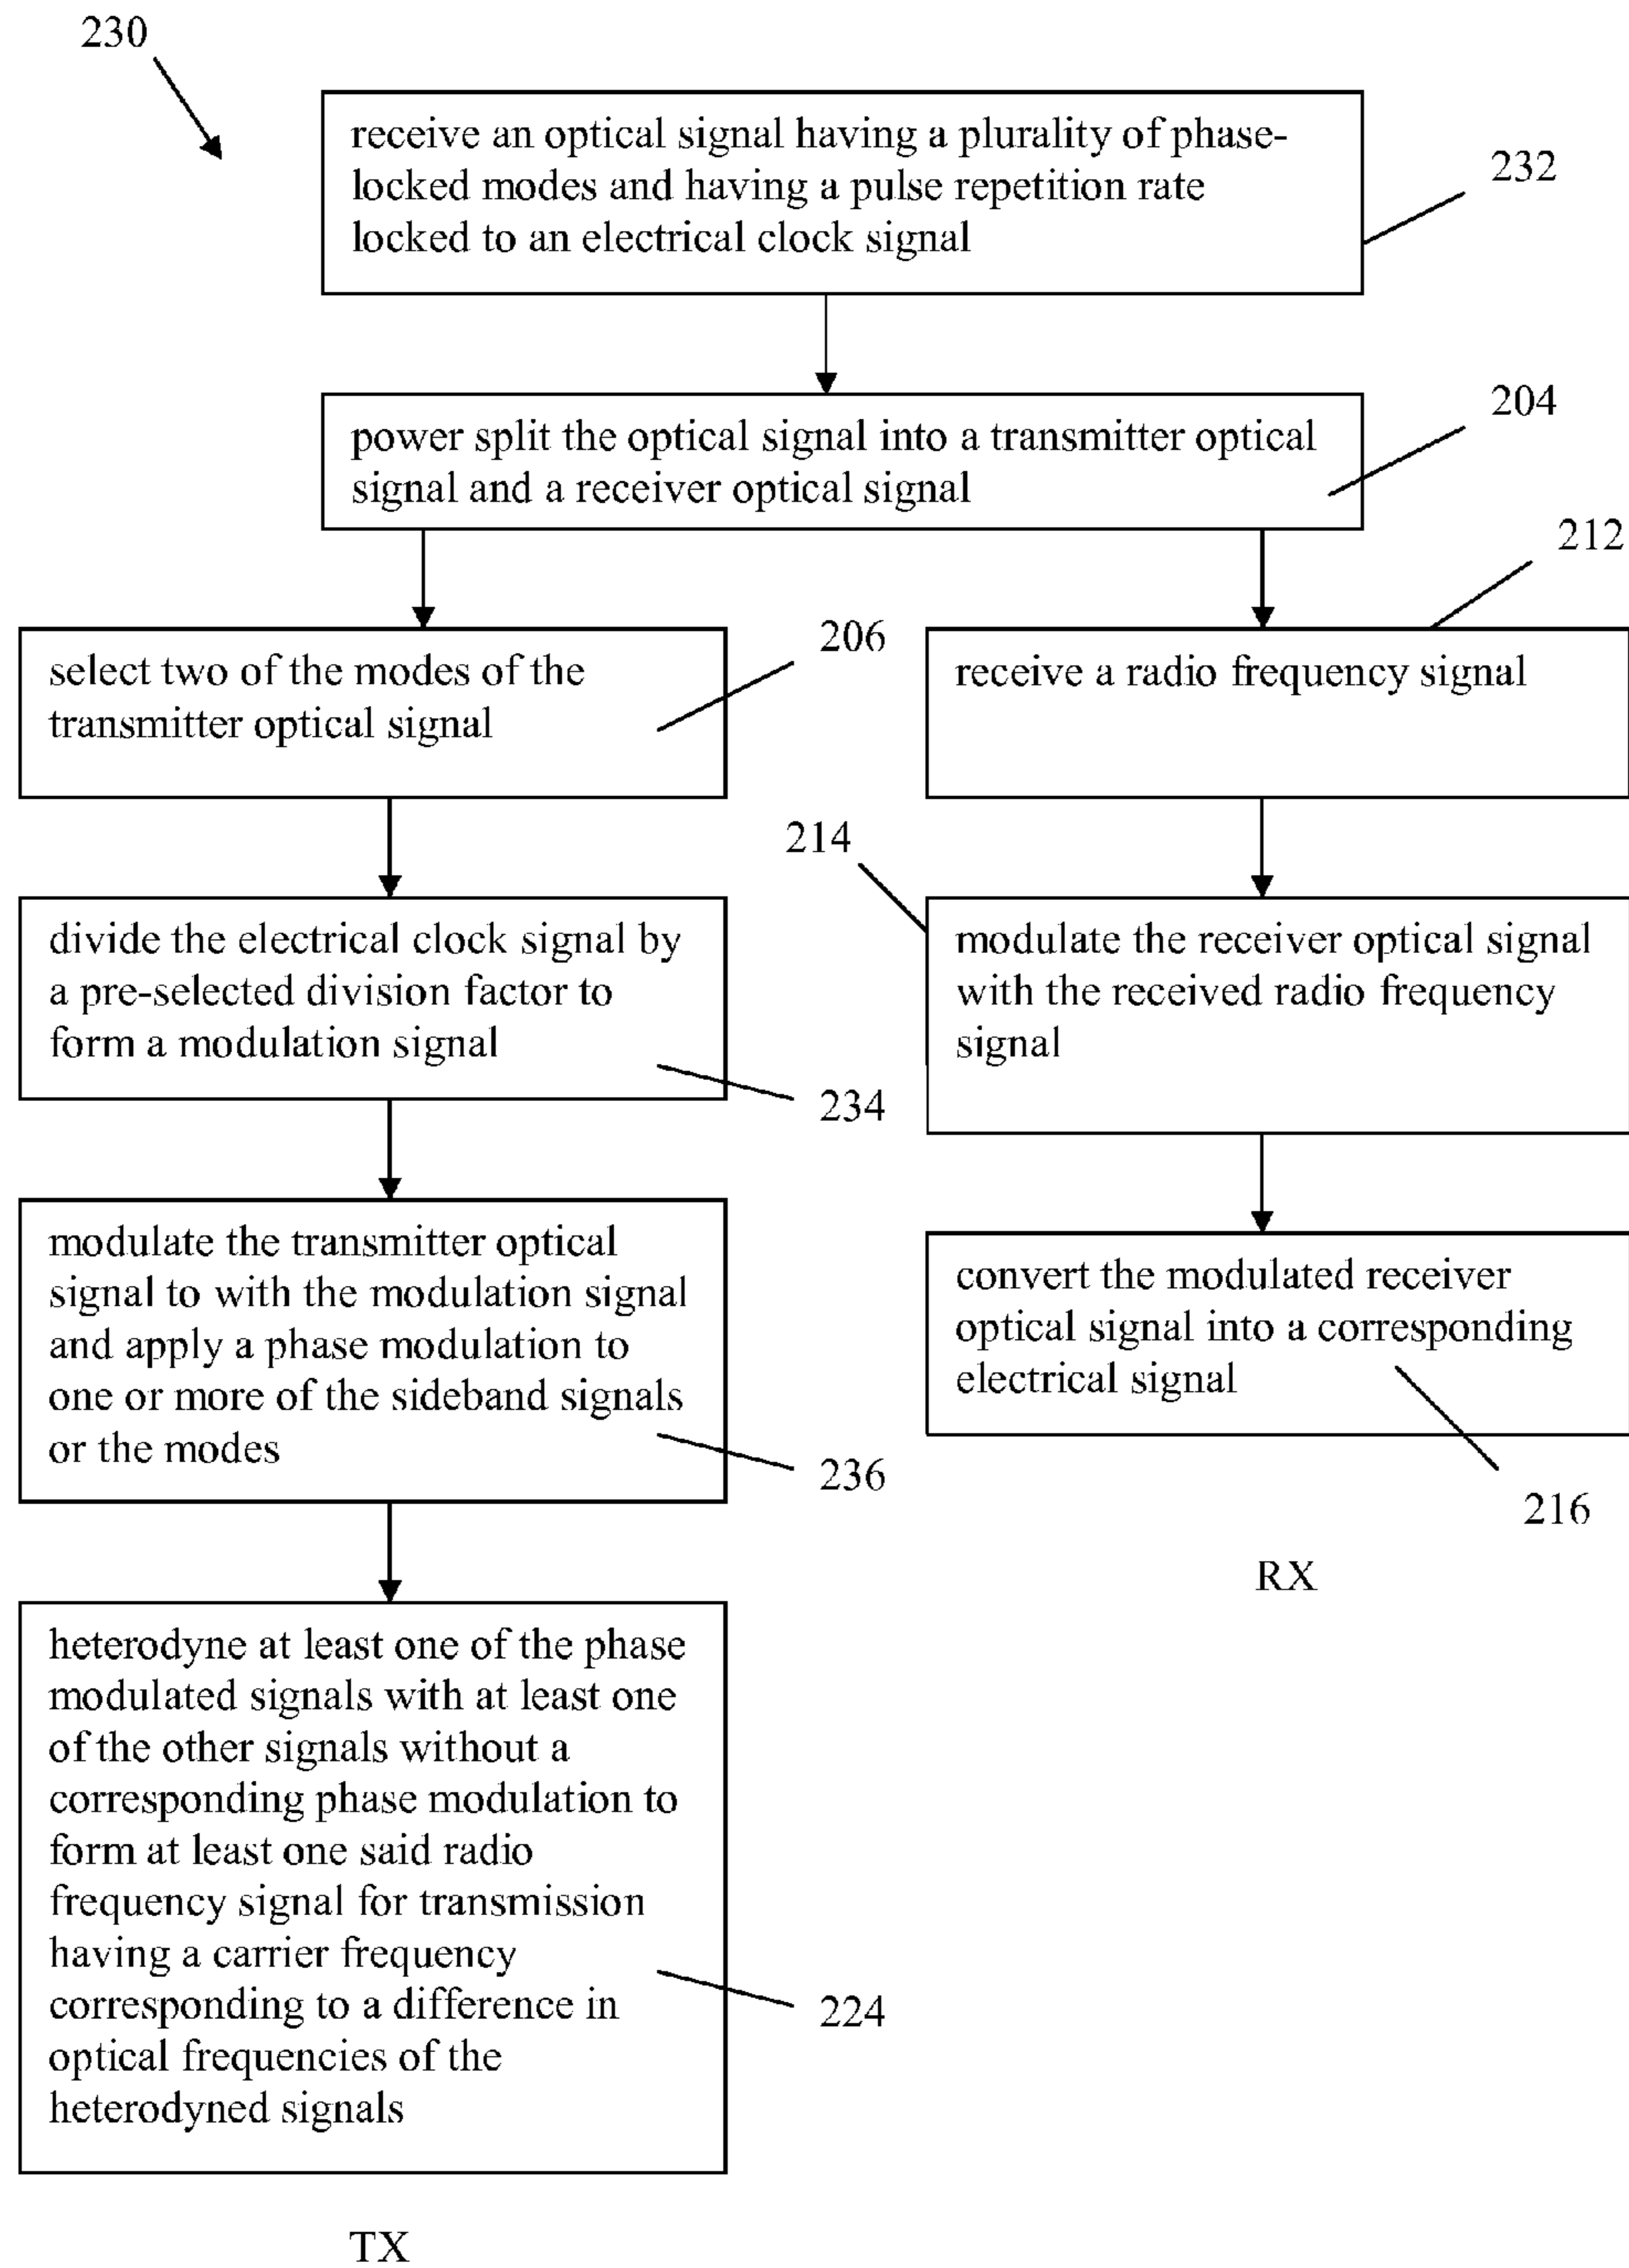 230
receive an optical signal having a plurality of phase-
locked modes and having a pulse repetition rate
locked to an electrical clock signal
232
power split the optical signal into a transmitter optical
signal and a receiver optical signal
204
212
select two of the modes of the
transmitter optical signal
206
receive a radio frequency signal
divide the electrical clock signal by
a pre-selected division factor to
form a modulation signal
234
214
modulate the receiver optical signal
with the received radio frequency
signal
modulate the transmitter optical
signal to with the modulation signal
and apply a phase modulation to
one or more of the sideband signals
or the modes
236
convert the modulated receiver
optical signal into a corresponding
electrical signal
216
RX
heterodyne at least one of the phase
modulated signals with at least one
of the other signals without a
corresponding phase modulation to
form at least one said radio
frequency signal for transmission
having a carrier frequency
corresponding to a difference in
optical frequencies of the
heterodyned signals
224
TX